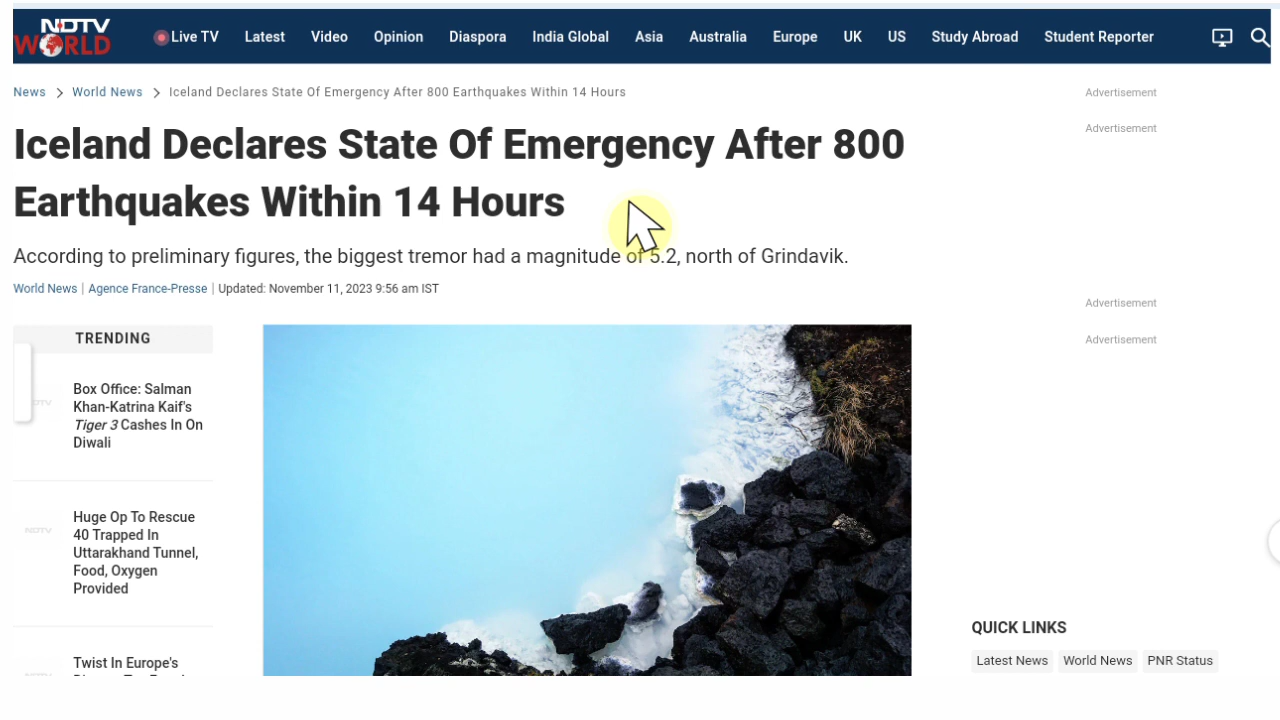 NDTV
WORLD
Live TV Latest Video Opinion Diaspora India Global Asia Australia Europe UK US Study Abroad Student Reporter
News > World News > Iceland Declares State Of Emergency After 800 Earthquakes Within 14 Hours
Advertisement
Advertisement
Iceland Declares State Of Emergency After 800
Earthquakes Within 14 Hours
According to preliminary figures, the biggest tremor had a magnitude of 5.2, north of Grindavik.
World News | Agence France-Presse | Updated: November 11, 2023 9:56 am IST
Advertisement
Advertisement
TRENDING
Box Office: Salman
Khan-Katrina Kaif's
Tiger 3 Cashes In On
Diwali
NDTV
Huge Op To Rescue
40 Trapped In
Uttarakhand Tunnel,
Food, Oxygen
Provided
Twist In Europe's
QUICK LINKS
Latest News World News PNR Status